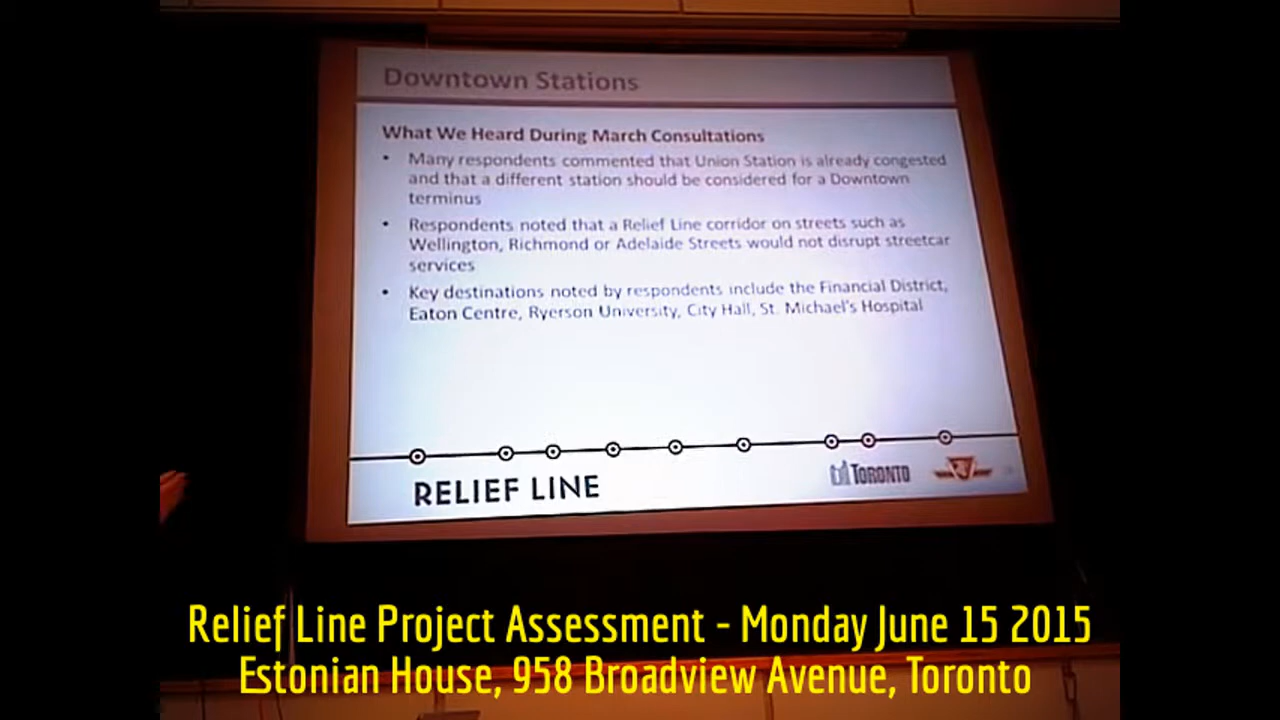 Downtown Stations
What We Heard During March Consultations
• Many respondents commented that Union Station is already congested
and that a different station should be considered for a Downtown
terminus
• Respondents noted that a Relief Line corridor on streets such as
Wellington, Richmond or Adelaide Streets would not disrupt streetcar
services
• Key destinations noted by respondents include the Financial District,
Eaton Centre, Ryerson University, City Hall, St. Michael's Hospital
RELIEF LINE
TORONTO
Relief Line Project Assessment - Monday June 15 2015
Estonian House, 958 Broadview Avenue, Toronto